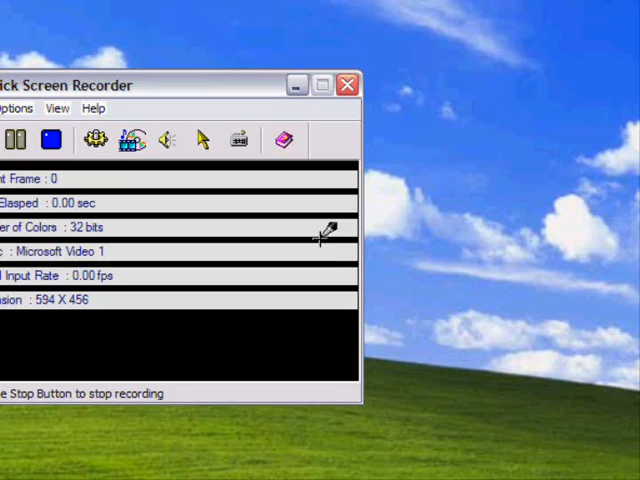 ick Screen Recorder
ptions View Help
nt Frame : 0
Elasped : 0.00 sec
er of Colors : 32 bits
c : Microsoft Video 1
l Input Rate : 0.00 fps
nsion : 594 X 456
e Stop Button to stop recording